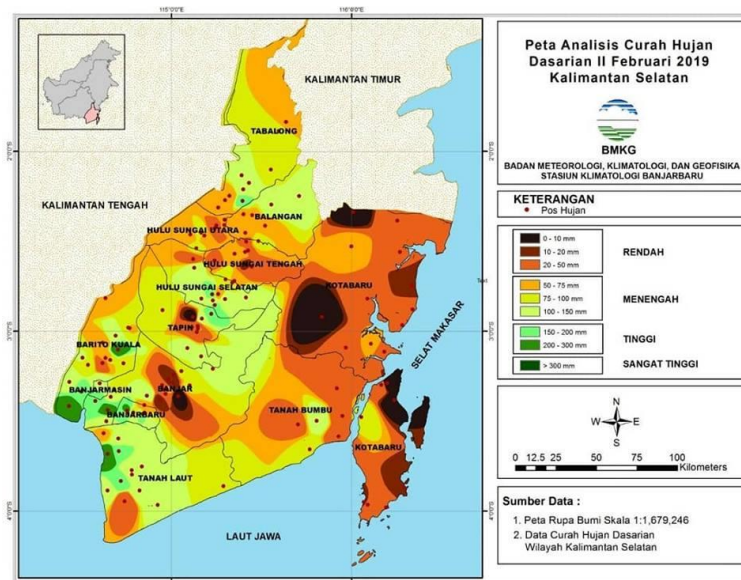 115°0'0"E
116°0'0"E
KALIMANTAN TIMUR
TABALONG
2°0'0"S
2°0'0"S
KALIMANTAN TENGAH
BALANGAN
HULU SUNGAI UTARA
HULU SUNGAI TENGAH
HULU SUNGAI SELATAN
KOTABARU
Text
TAPIN
3°0'0"S
3°0'0"S
BARITO KUALA
SELAT MAKASAR
BANJARMASIN
BANJAR
BANJARBARU
TANAH BUMBU
KOTABARU
TANAH LAUT
4°0'0"S
4°0'0"S
LAUT JAWA
Peta Analisis Curah Hujan
Dasarian II Februari 2019
Kalimantan Selatan
BMKG
BADAN METEOROLOGI, KLIMATOLOGI, DAN GEOFISIKA
STASIUN KLIMATOLOGI BANJARBARU
KETERANGAN
Pos Hujan
0 - 10 mm
10 - 20 mm
20 - 50 mm
RENDAH
50 - 75 mm
75 - 100 mm
100 - 150 mm
MENENGAH
150 - 200 mm
200 - 300 mm
TINGGI
> 300 mm
SANGAT TINGGI
N
W E
S
0 12.5 25 50 75 100
Kilometers
Sumber Data :
1. Peta Rupa Bumi Skala 1:1,679,246
2. Data Curah Hujan Dasarian
Wilayah Kalimantan Selatan